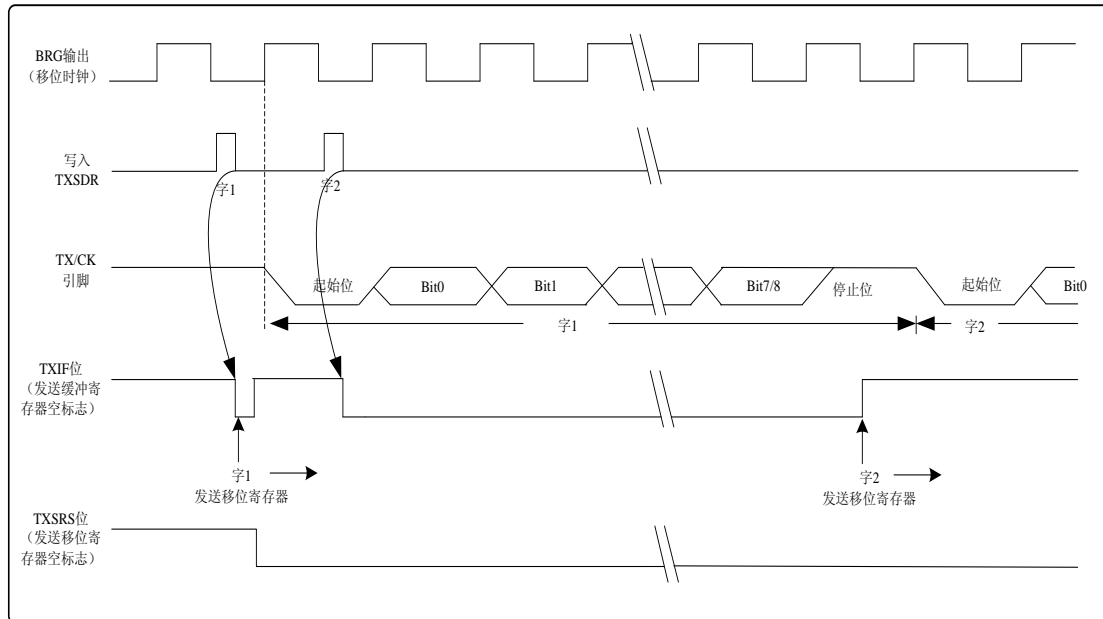 BRG输出
（移位时钟）
写入
TXSDR
字1
字2
TX/CK
引脚
起始位
Bit0
Bit1
Bit7/8
停止位
起始位
Bit0
字1
字2
TXIF位
（发送缓冲寄
存器空标志）
字1
发送移位寄存器
字2
发送移位寄存器
TXSRS位
（发送移位寄
存器空标志）